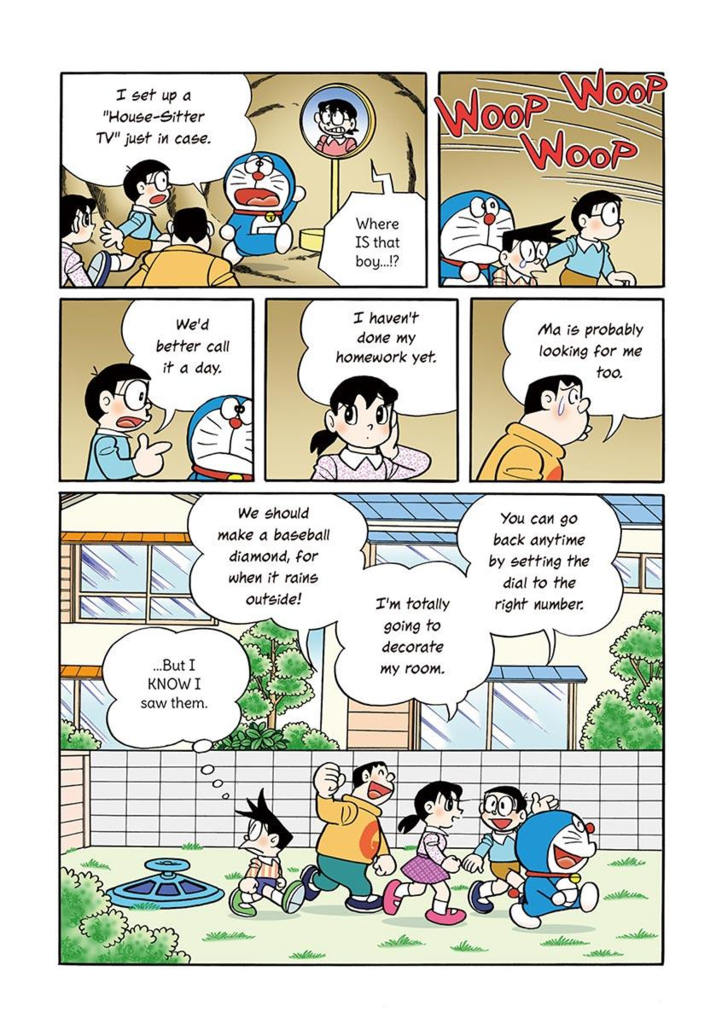 I set up a
"House-Sitter
TV" just in case.
Where
IS that
boy...!?
WOOP
WOOP
WOOP
We'd
better call
it a day.
I haven't
done my
homework yet.
Ma is probably
looking for me
too.
We should
make a baseball
diamond, for
when it rains
outside!
I'm totally
going to
decorate
my room.
You can go
back anytime
by setting the
dial to the
right number.
...But I
KNOW I
saw them.